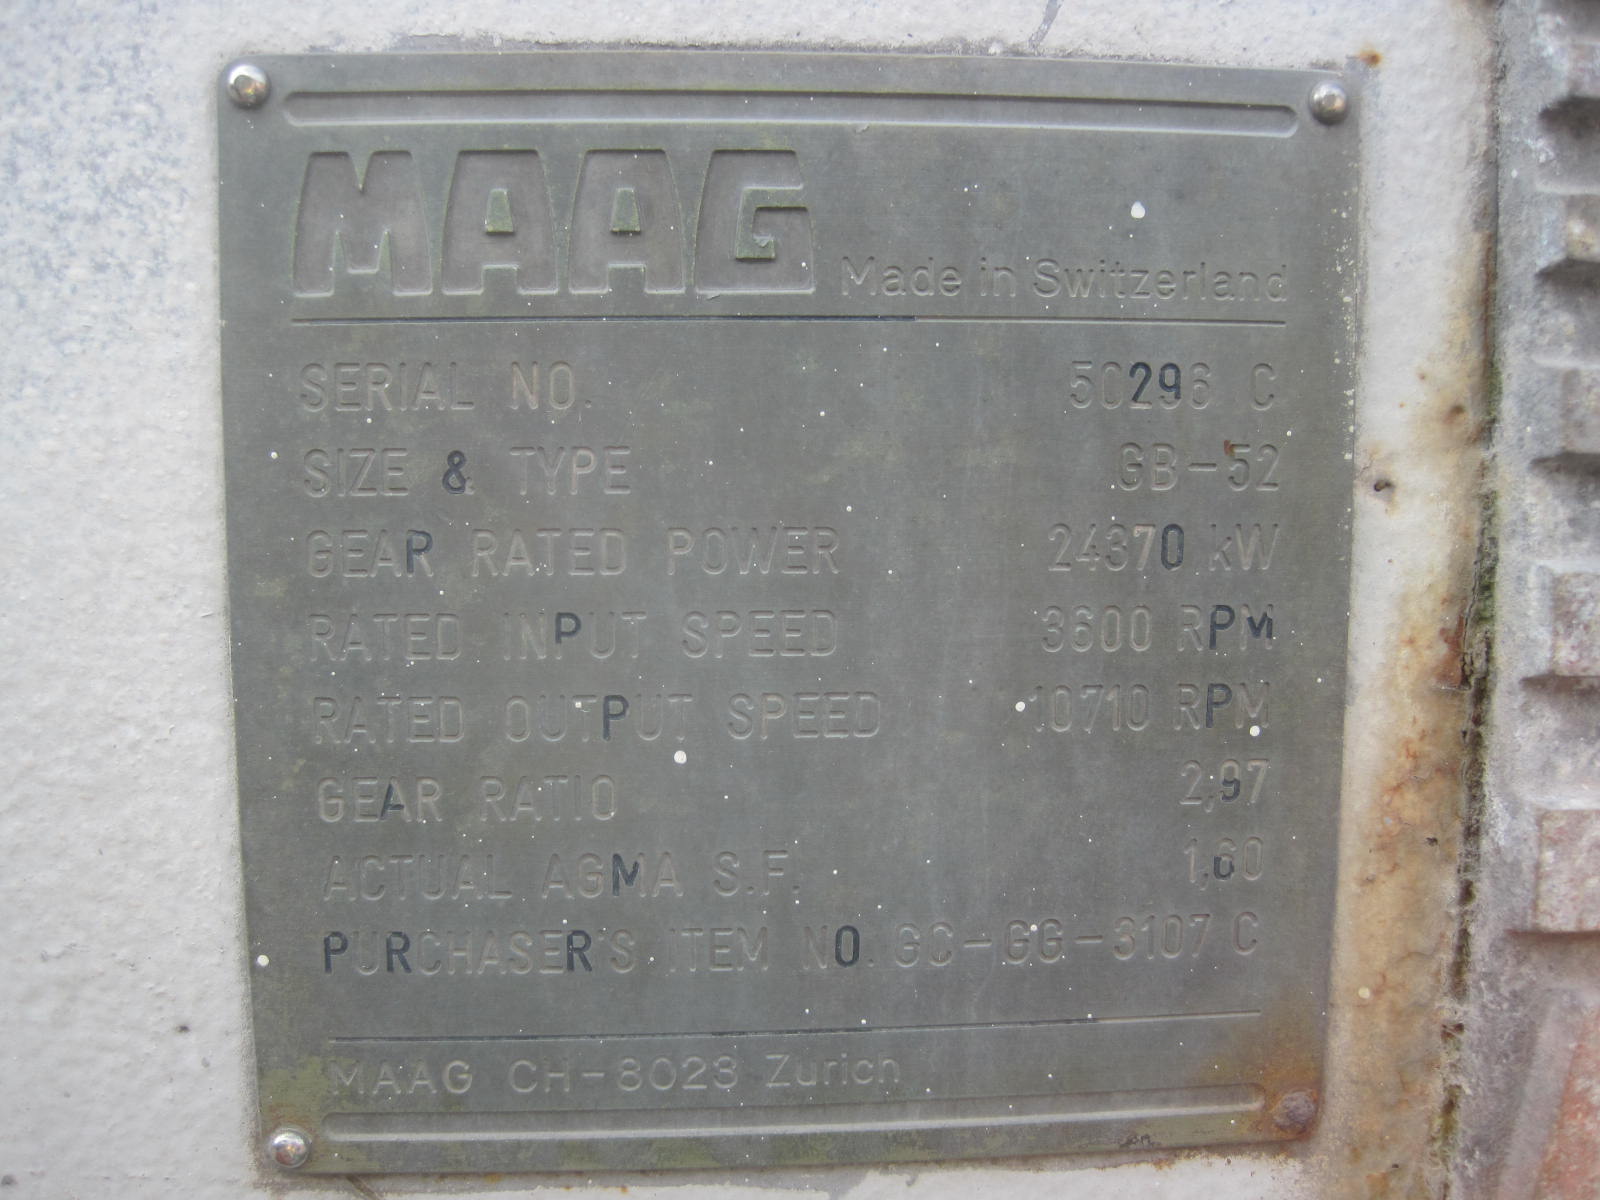 MAAG Made in Switzerland
SERIAL NO. 50296 C
SIZE & TYPE GB-52
GEAR RATED POWER 24370 kW
RATED INPUT SPEED 3600 RPM
RATED OUTPUT SPEED 10710 RPM
GEAR RATIO 2,97
ACTUAL AGMA S.F. 1,60
PURCHASER'S ITEM NO. GC-GG-3107 C
MAAG CH-8023 Zurich